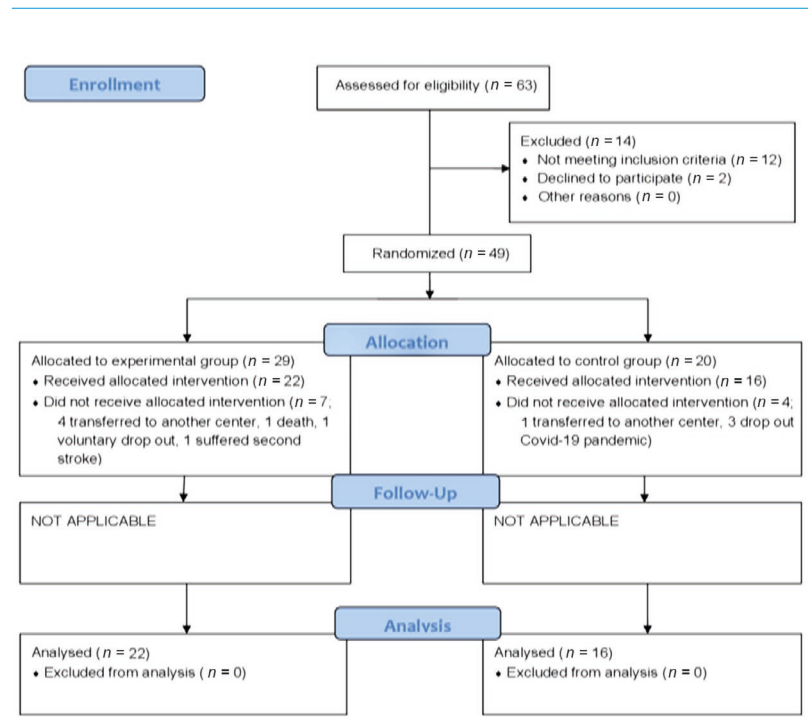 Enrollment
Assessed for eligibility (n = 63)
Excluded (n = 14)
• Not meeting inclusion criteria (n = 12)
• Declined to participate (n = 2)
• Other reasons (n = 0)
Randomized (n = 49)
Allocation
Allocated to experimental group (n = 29)
• Received allocated intervention (n = 22)
• Did not receive allocated intervention (n = 7;
4 transferred to another center, 1 death, 1
voluntary drop out, 1 suffered second
stroke)
Allocated to control group (n = 20)
• Received allocated intervention (n = 16)
• Did not receive allocated intervention (n = 4;
1 transferred to another center, 3 drop out
Covid-19 pandemic)
Follow-Up
NOT APPLICABLE
NOT APPLICABLE
Analysis
Analysed (n = 22)
• Excluded from analysis ( n = 0)
Analysed (n = 16)
• Excluded from analysis (n = 0)